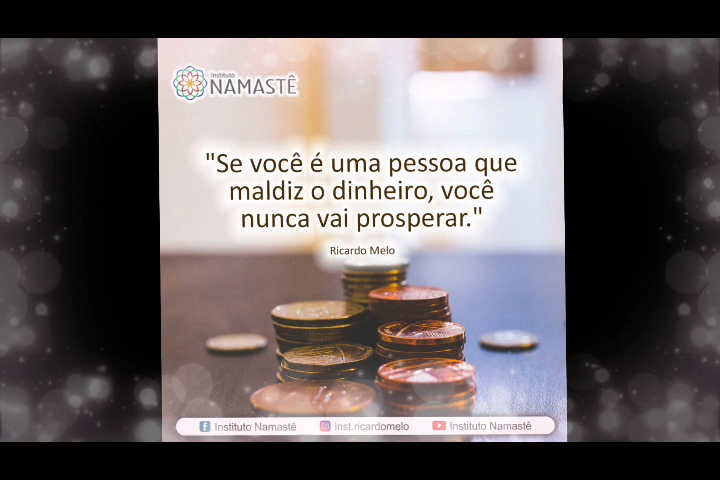 Instituto
NAMASTÊ
"Se você é uma pessoa que
maldiz o dinheiro, você
nunca vai prosperar."
Ricardo Melo
Instituto Namastê inst.ricardomelo Instituto Namastê